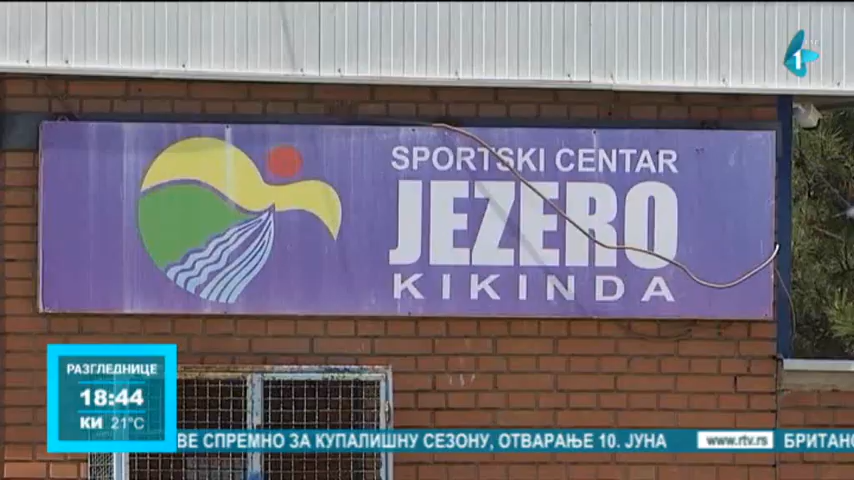 1
SPORTSKI CENTAR
JEZERO
KIKINDA
РАЗГЛЕДНИЦЕ
18:44
КИ 21°C
ВЕ СПРЕМНО ЗА КУПАЛИШНУ СЕЗОНУ, ОТВАРАЊЕ 10. ЈУНА www.rtv.rs БРИТАНО